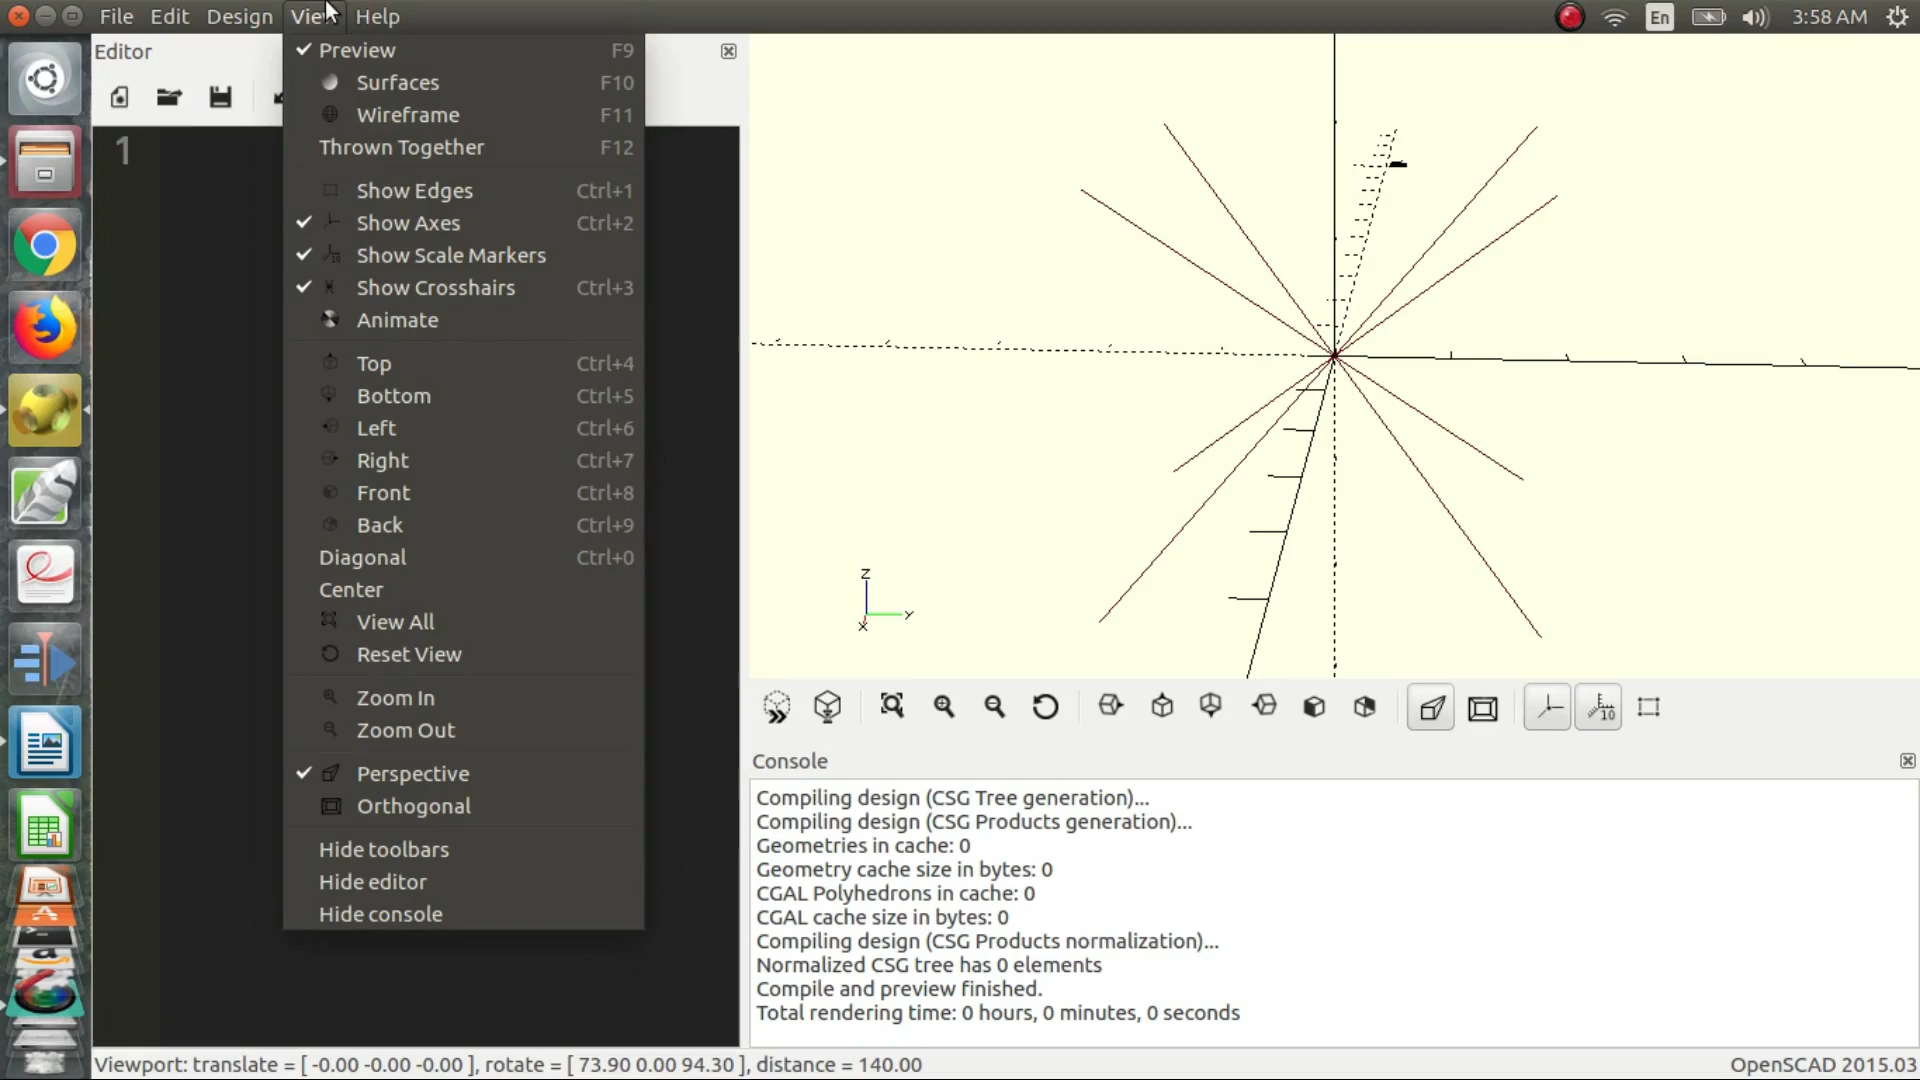 File Edit Design View Help
En 3:58 AM
Editor
1
Preview F9
Surfaces F10
Wireframe F11
Thrown Together F12
Show Edges Ctrl+1
Show Axes Ctrl+2
Show Scale Markers
Show Crosshairs Ctrl+3
Animate
Top Ctrl+4
Bottom Ctrl+5
Left Ctrl+6
Right Ctrl+7
Front Ctrl+8
Back Ctrl+9
Diagonal Ctrl+0
Center
View All
Reset View
Zoom In
Zoom Out
Perspective
Orthogonal
Hide toolbars
Hide editor
Hide console
Z
Y
X
10
Console
Compiling design (CSG Tree generation)...
Compiling design (CSG Products generation)...
Geometries in cache: 0
Geometry cache size in bytes: 0
CGAL Polyhedrons in cache: 0
CGAL cache size in bytes: 0
Compiling design (CSG Products normalization)...
Normalized CSG tree has 0 elements
Compile and preview finished.
Total rendering time: 0 hours, 0 minutes, 0 seconds
Viewport: translate = [ -0.00 -0.00 -0.00 ], rotate = [ 73.90 0.00 94.30 ], distance = 140.00
OpenSCAD 2015.03